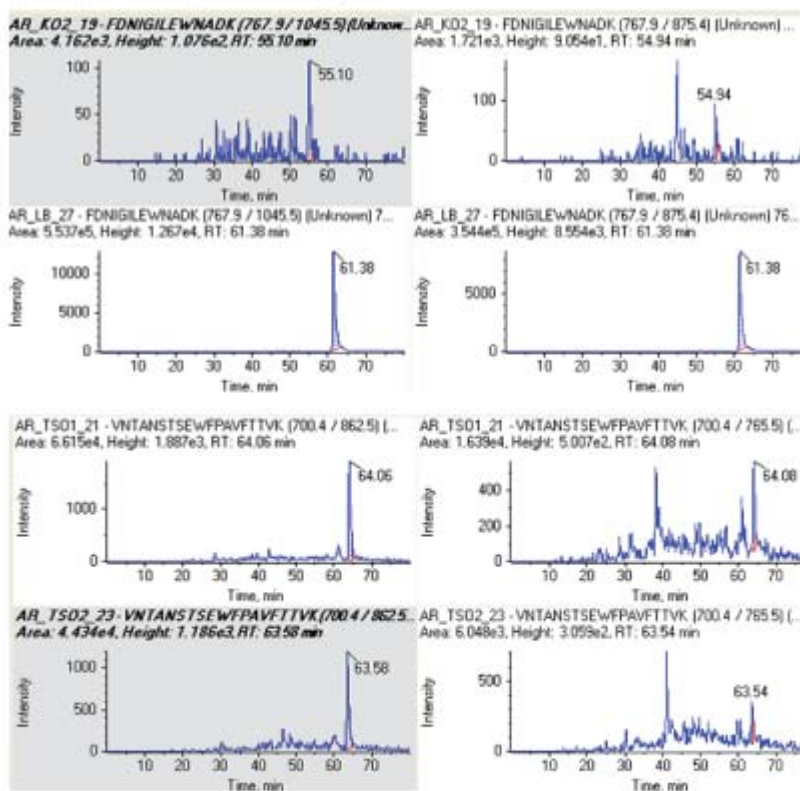 AR_KO2_19 - FDNIGILEWNADK (767.9 / 1045.5) (Unknow...
Area: 4.162e3, Height: 1.076e2, RT: 55.10 min
100
50
0
Intensity
55.10
10 20 30 40 50 60 70
Time, min
AR_KO2_19 - FDNIGILEWNADK (767.9 / 875.4) (Unknown) ...
Area: 1.721e3, Height: 9.054e1, RT: 54.94 min
100
0
Intensity
54.94
10 20 30 40 50 60 70
Time, min
AR_LB_27 - FDNIGILEWNADK (767.9 / 1045.5) (Unknown) 7...
Area: 5.537e5, Height: 1.267e4, RT: 61.38 min
10000
5000
0
Intensity
61.38
10 20 30 40 50 60 70
Time, min
AR_LB_27 - FDNIGILEWNADK (767.9 / 875.4) (Unknown) 76...
Area: 3.544e5, Height: 8.554e3, RT: 61.38 min
5000
0
Intensity
61.38
10 20 30 40 50 60 70
Time, min
AR_TSO1_21 - VNTANSTSEWFPAVFTTVK (700.4 / 862.5) (...
Area: 6.615e4, Height: 1.887e3, RT: 64.06 min
1000
0
Intensity
64.06
10 20 30 40 50 60 70
Time, min
AR_TSO1_21 - VNTANSTSEWFPAVFTTVK (700.4 / 765.5) (...
Area: 1.639e4, Height: 5.007e2, RT: 64.08 min
400
200
0
Intensity
64.08
10 20 30 40 50 60 70
Time, min
AR_TSO2_23 - VNTANSTSEWFPAVFTTVK (700.4 / 862.5...
Area: 4.434e4, Height: 1.186e3, RT: 63.58 min
1000
500
0
Intensity
63.58
10 20 30 40 50 60 70
Time, min
AR_TSO2_23 - VNTANSTSEWFPAVFTTVK (700.4 / 765.5) (...
Area: 6.048e3, Height: 3.059e2, RT: 63.54 min
500
0
Intensity
63.54
10 20 30 40 50 60 70
Time, min